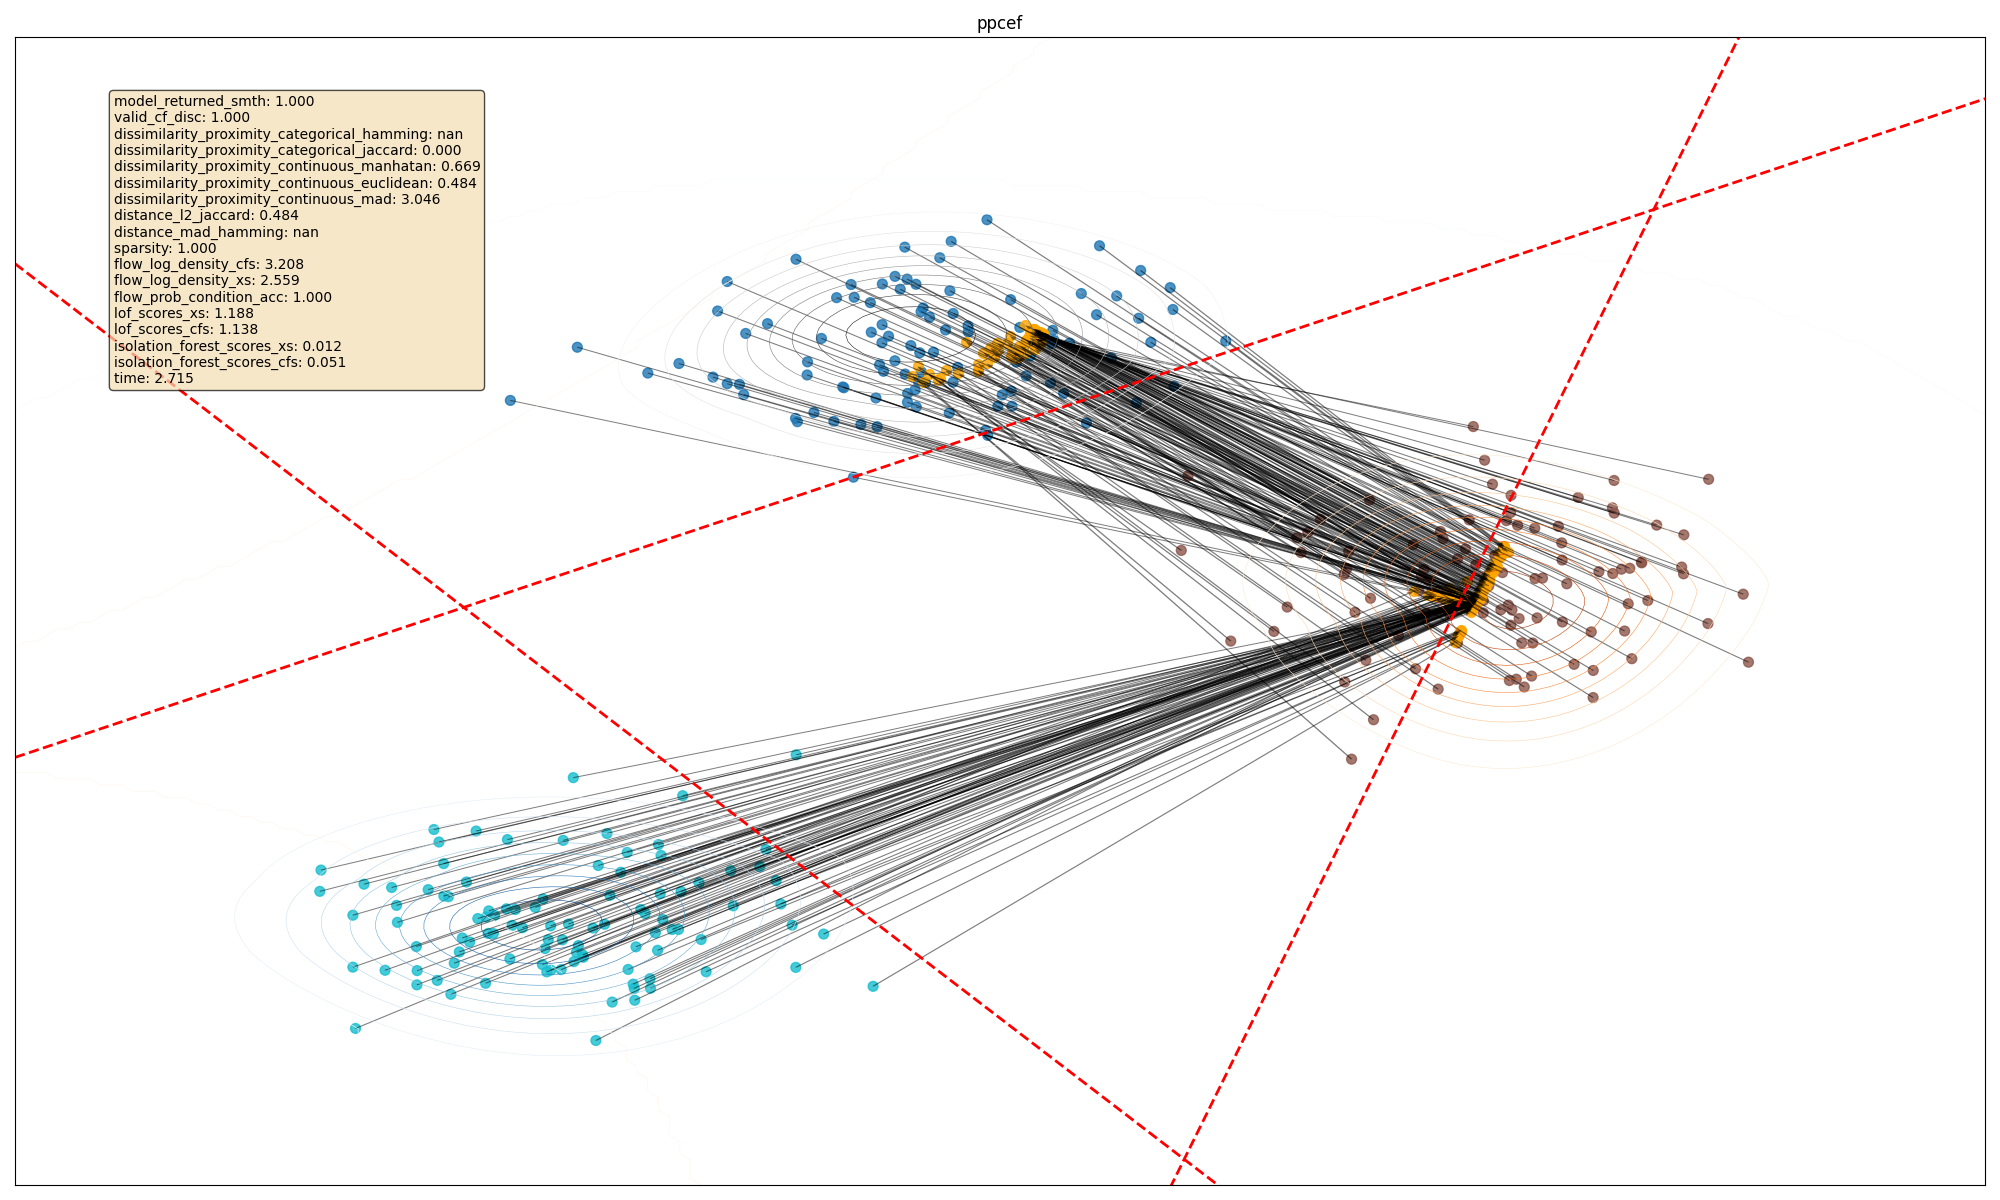 ppcef
model_returned_smth: 1.000
valid_cf_disc: 1.000
dissimilarity_proximity_categorical_hamming: nan
dissimilarity_proximity_categorical_jaccard: 0.000
dissimilarity_proximity_continuous_manhatan: 0.669
dissimilarity_proximity_continuous_euclidean: 0.484
dissimilarity_proximity_continuous_mad: 3.046
distance_l2_jaccard: 0.484
distance_mad_hamming: nan
sparsity: 1.000
flow_log_density_cfs: 3.208
flow_log_density_xs: 2.559
flow_prob_condition_acc: 1.000
lof_scores_xs: 1.188
lof_scores_cfs: 1.138
isolation_forest_scores_xs: 0.012
isolation_forest_scores_cfs: 0.051
time: 2.715